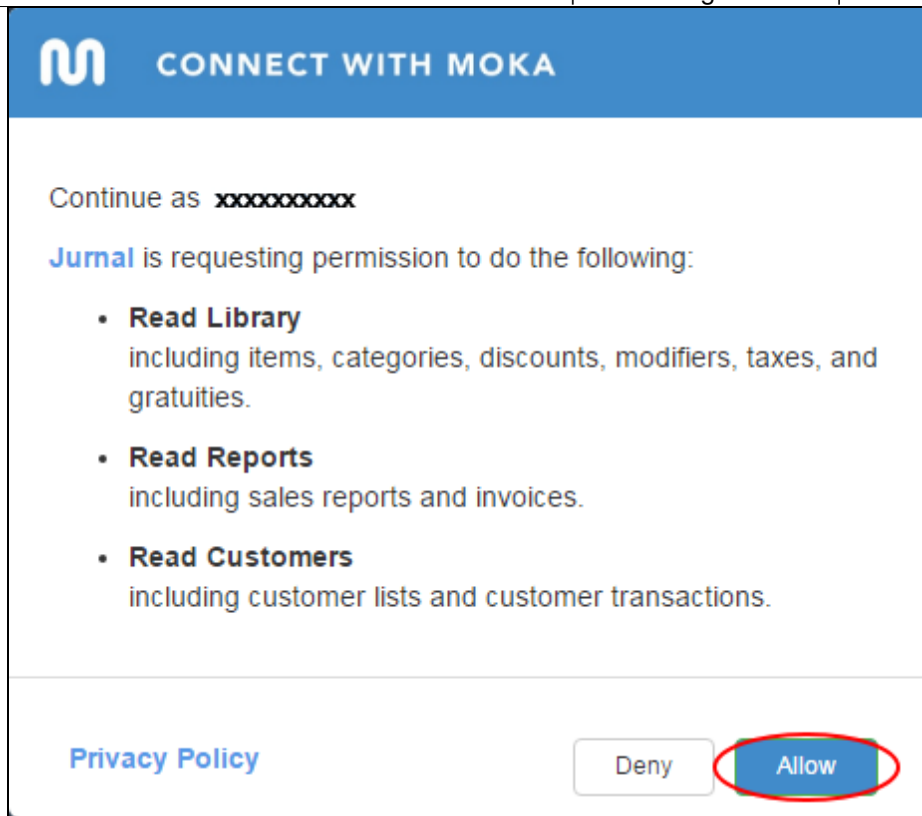 CONNECT WITH MOKA
Continue as xxxxxxxxxx
Jurnal is requesting permission to do the following:
• Read Library
including items, categories, discounts, modifiers, taxes, and
gratuities.
• Read Reports
including sales reports and invoices.
• Read Customers
including customer lists and customer transactions.
Privacy Policy
Deny
Allow